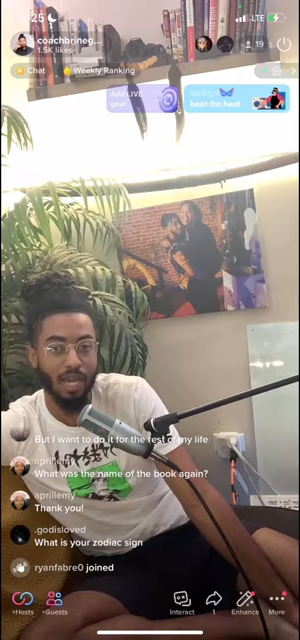 :25
LTE
coachbrineg...
1.5K likes
19
Chat
Weekly Ranking
Add LIVE
goal
beat the heat
But I want to do it for the rest of my life
aprillemy
What was the name of the book again?
aprillemy
Thank you!
.godisloved
What is your zodiac sign
ryanfabre0 joined
+Hosts
+Guests
Interact
1
Enhance
More